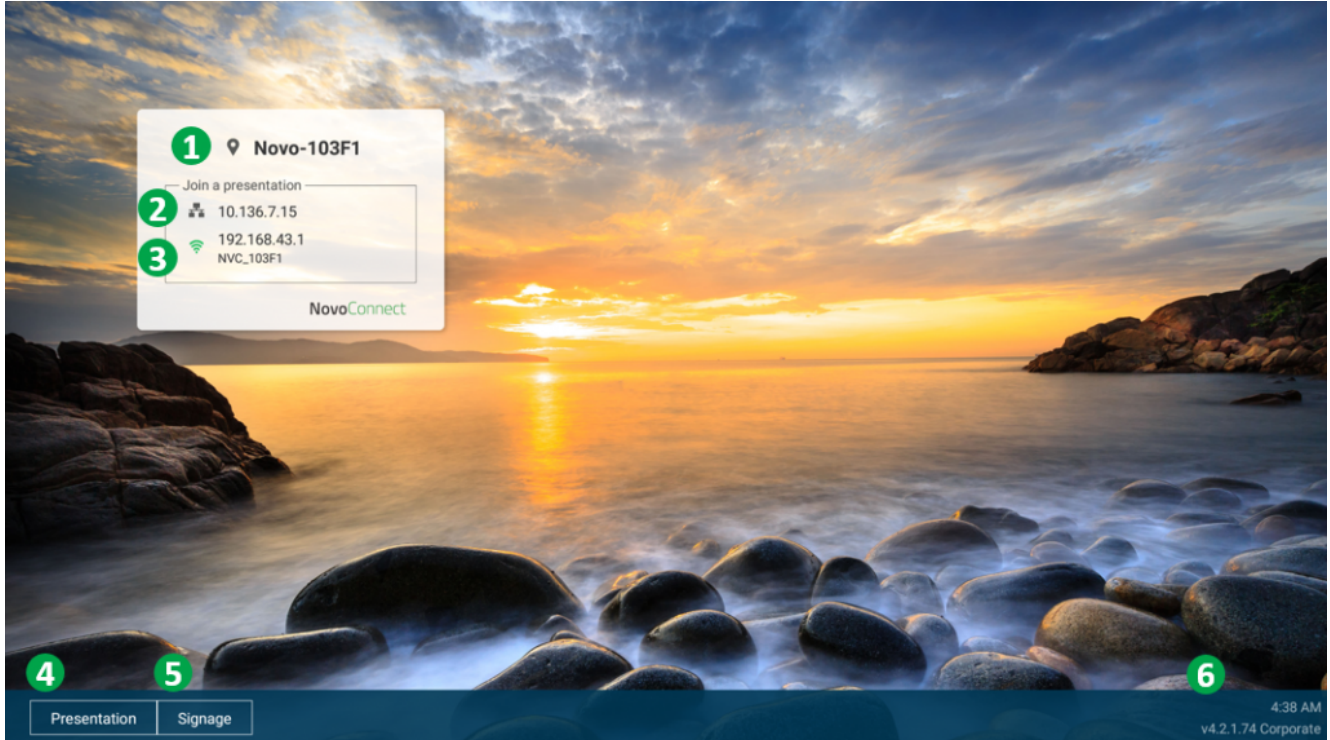 1 Novo-103F1
Join a presentation
2 10.136.7.15
192.168.43.1
3 NVC_103F1
NovoConnect
4 5 6
Presentation Signage
4:38 AM
v4.2.1.74 Corporate